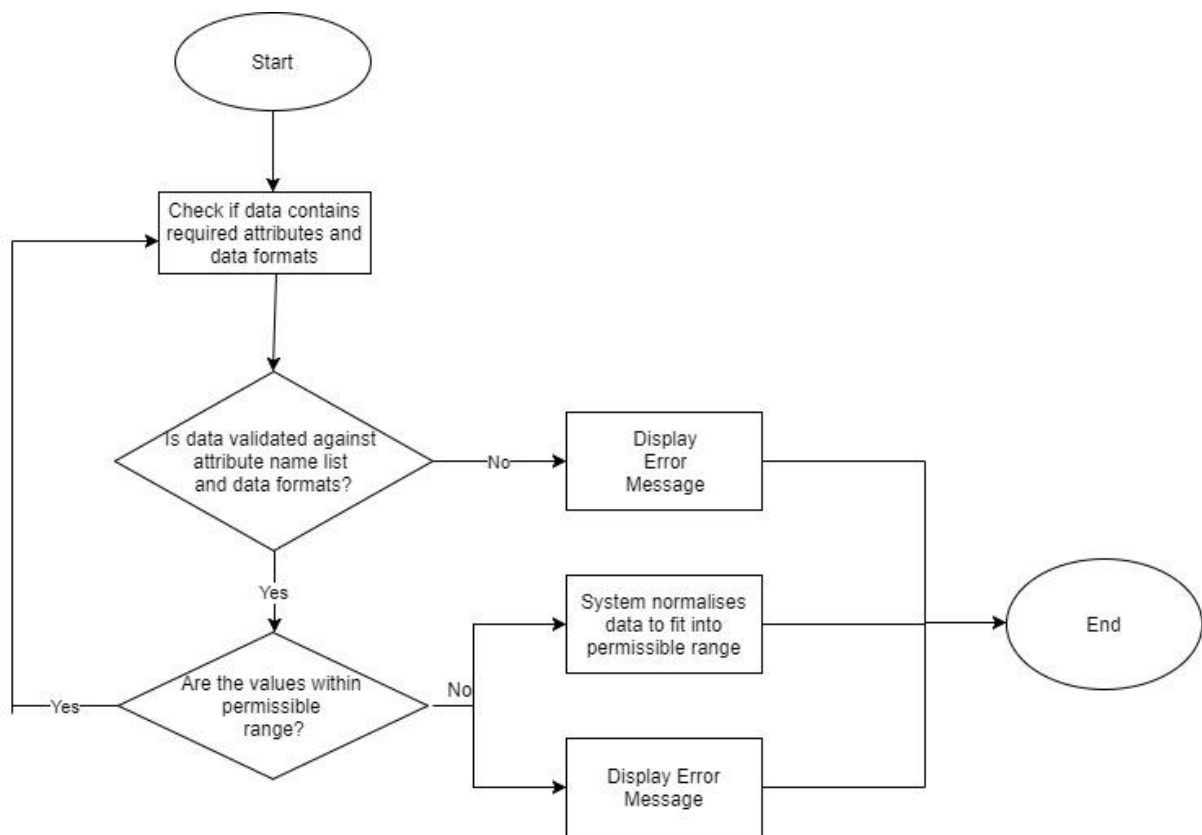 Start
Check if data contains
required attributes and
data formats
Is data validated against
attribute name list
and data formats?
No
Display
Error
Message
Yes
System normalises
data to fit into
permissible range
End
Are the values within
permissible
range?
Yes
No
Display Error
Message